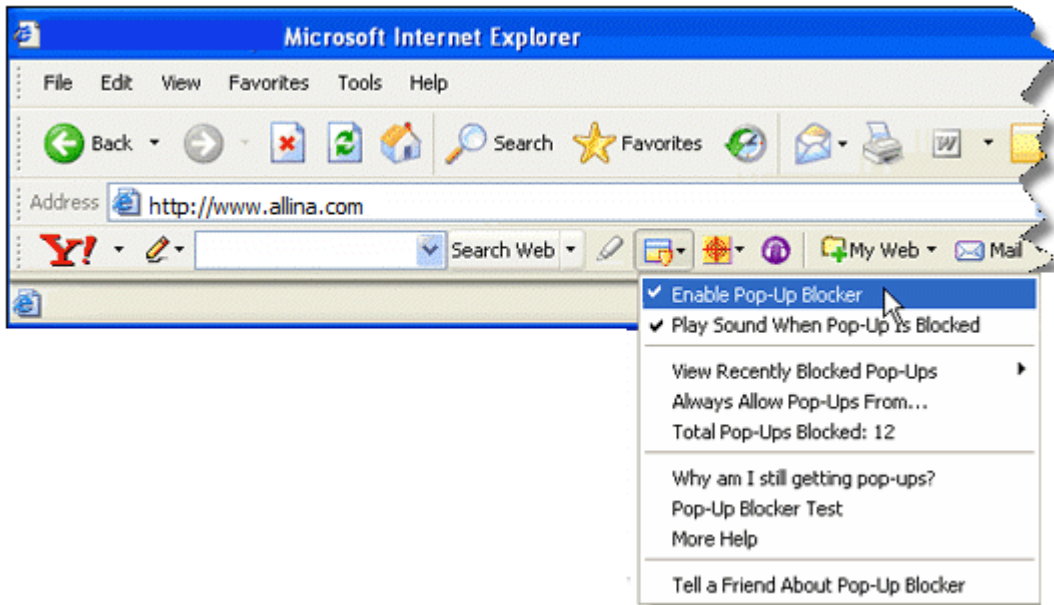 Microsoft Internet Explorer
File Edit View Favorites Tools Help
Back Search Favorites W
Address http://www.allina.com
Y! Search Web My Web Mail
Enable Pop-Up Blocker
Play Sound When Pop-Up Is Blocked
View Recently Blocked Pop-Ups
Always Allow Pop-Ups From...
Total Pop-Ups Blocked: 12
Why am I still getting pop-ups?
Pop-Up Blocker Test
More Help
Tell a Friend About Pop-Up Blocker